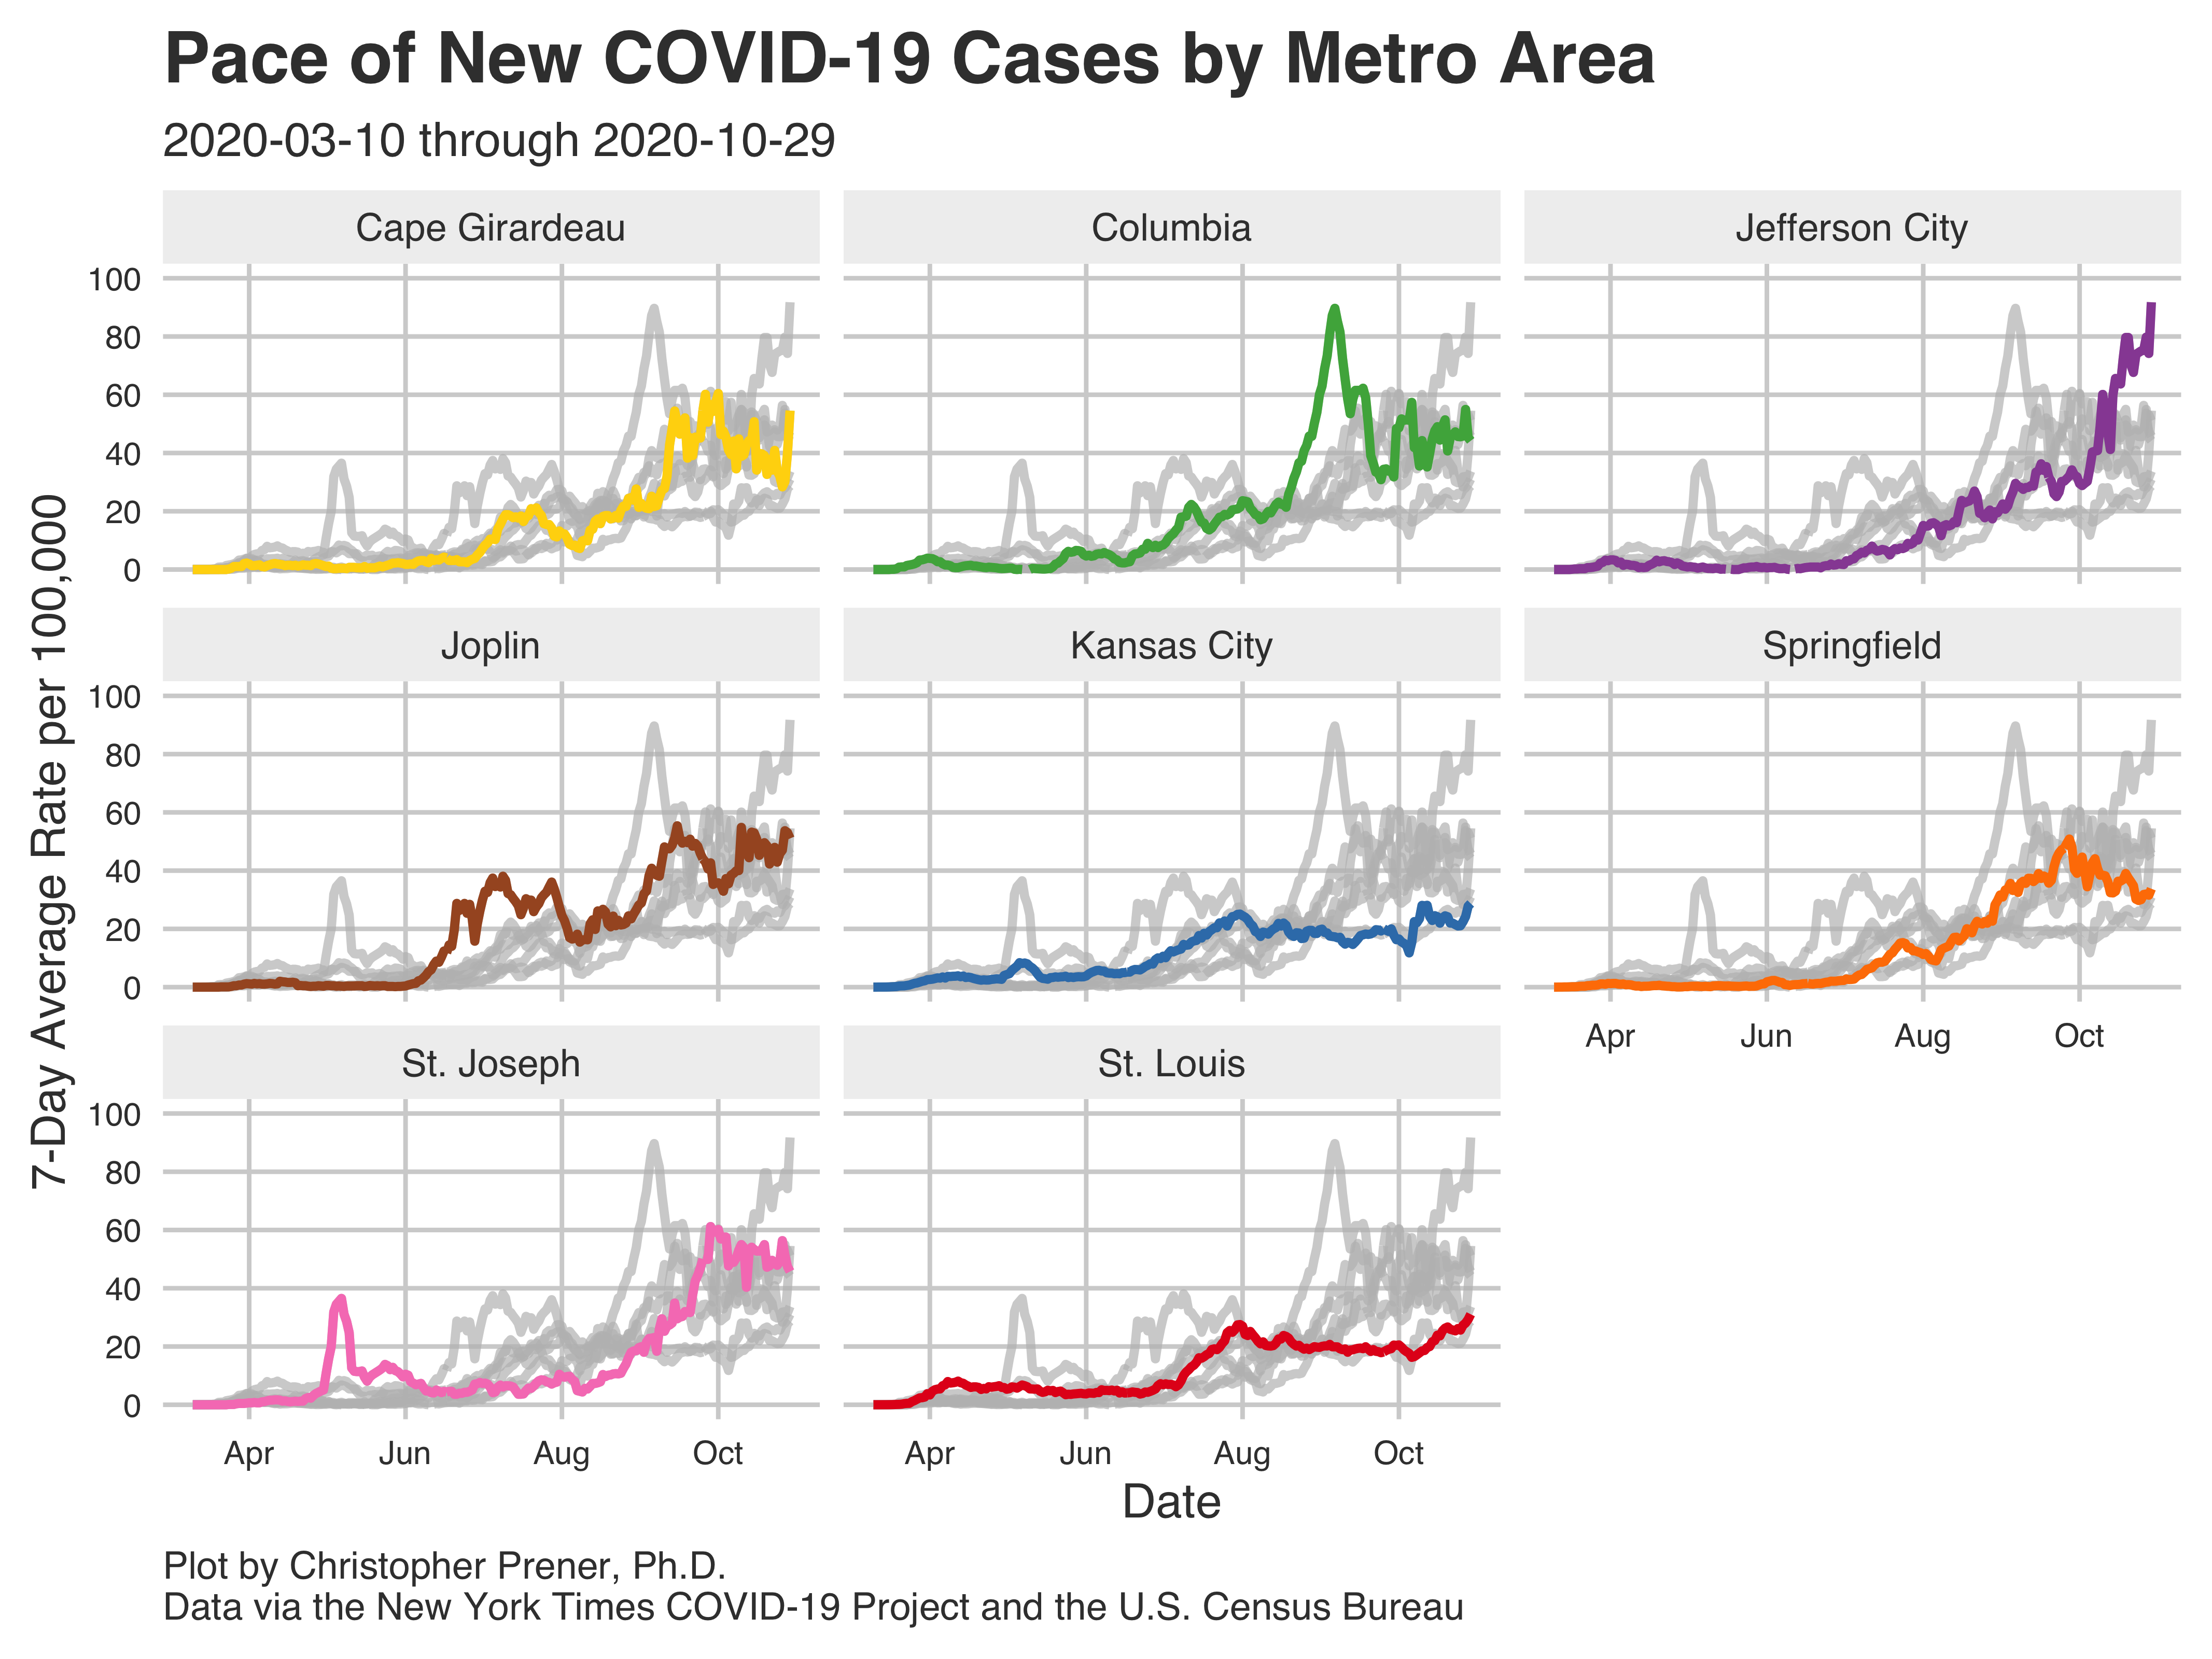 Pace of New COVID-19 Cases by Metro Area
2020-03-10 through 2020-10-29
7-Day Average Rate per 100,000
Cape Girardeau
Columbia
Jefferson City
100
80
60
40
20
0
Joplin
Kansas City
Springfield
100
80
60
40
20
0
Apr
Jun
Aug
Oct
St. Joseph
St. Louis
100
80
60
40
20
0
Apr
Jun
Aug
Oct
Apr
Jun
Aug
Oct
Date
Plot by Christopher Prener, Ph.D.
Data via the New York Times COVID-19 Project and the U.S. Census Bureau